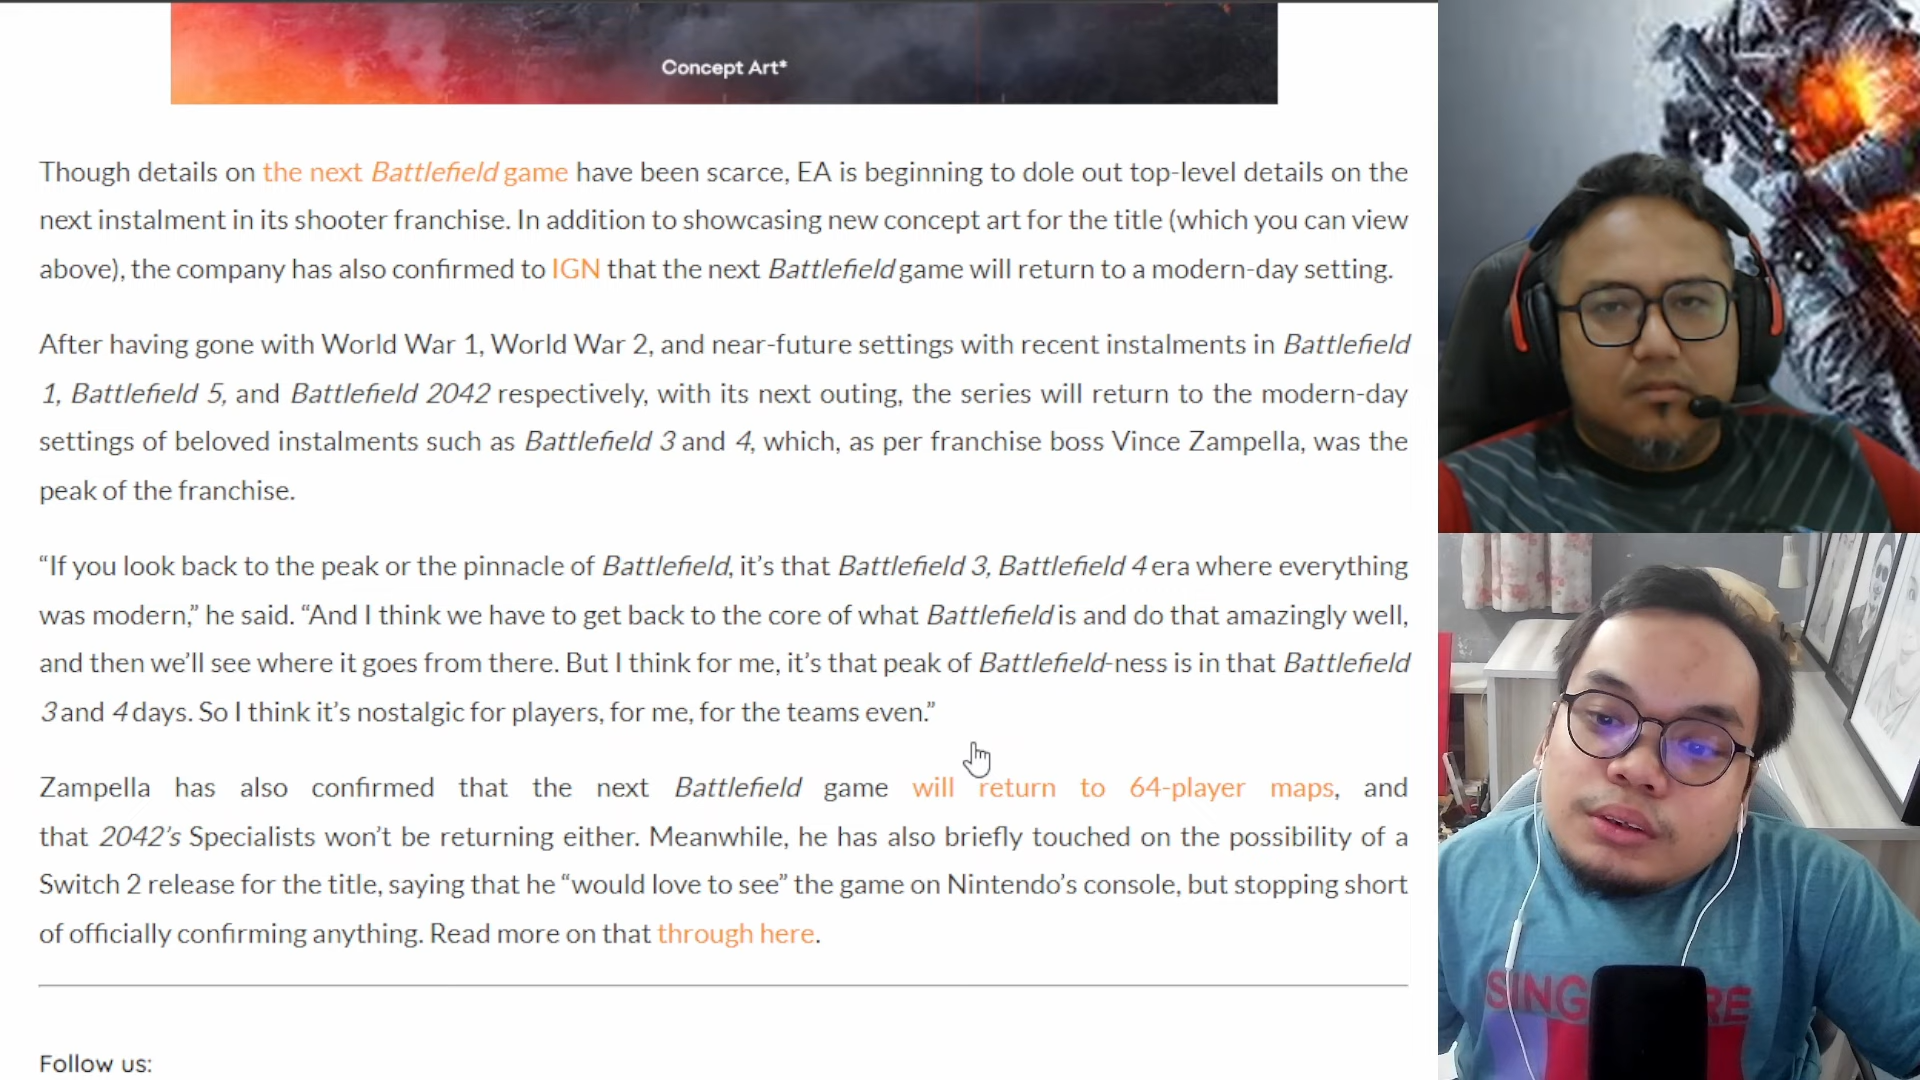 Concept Art*
Though details on the next Battlefield game have been scarce, EA is beginning to dole out top-level details on the
next instalment in its shooter franchise. In addition to showcasing new concept art for the title (which you can view
above), the company has also confirmed to IGN that the next Battlefield game will return to a modern-day setting.
After having gone with World War 1, World War 2, and near-future settings with recent instalments in Battlefield
1, Battlefield 5, and Battlefield 2042 respectively, with its next outing, the series will return to the modern-day
settings of beloved instalments such as Battlefield 3 and 4, which, as per franchise boss Vince Zampella, was the
peak of the franchise.
“If you look back to the peak or the pinnacle of Battlefield, it’s that Battlefield 3, Battlefield 4 era where everything
was modern,” he said. “And I think we have to get back to the core of what Battlefield is and do that amazingly well,
and then we’ll see where it goes from there. But I think for me, it’s that peak of Battlefield-ness is in that Battlefield
3 and 4 days. So I think it’s nostalgic for players, for me, for the teams even.”
Zampella has also confirmed that the next Battlefield game will return to 64-player maps, and
that 2042’s Specialists won’t be returning either. Meanwhile, he has also briefly touched on the possibility of a
Switch 2 release for the title, saying that he “would love to see” the game on Nintendo’s console, but stopping short
of officially confirming anything. Read more on that through here.
Follow us: